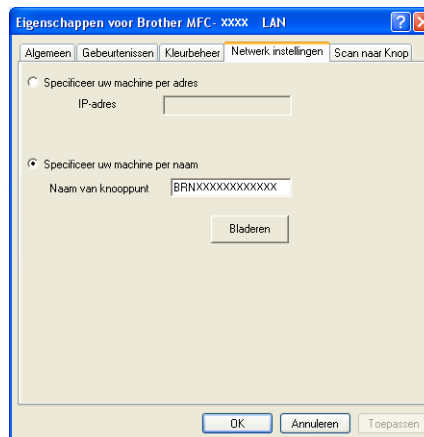 Eigenschappen voor Brother MFC- xxxx LAN
Algemeen Gebeurtenissen Kleurbeheer Netwerk instellingen Scan naar Knop
Specificeer uw machine per adres
IP-adres
Specificeer uw machine per naam
Naam van knooppunt BRNXXXXXXXXXXXX
Bladeren
OK Annuleren Toepassen